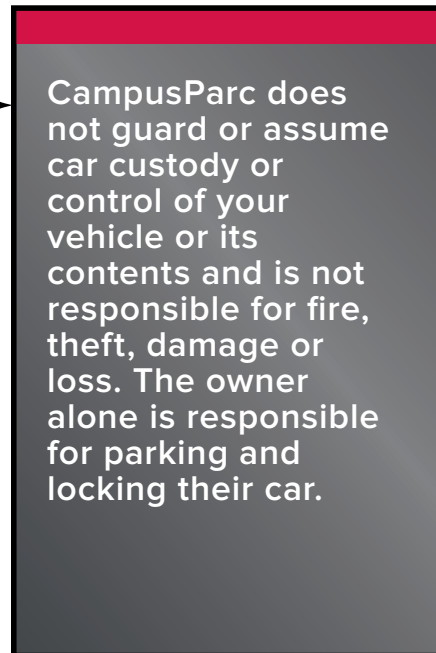 CampusParc does
not guard or assume
car custody or
control of your
vehicle or its
contents and is not
responsible for fire,
theft, damage or
loss. The owner
alone is responsible
for parking and
locking their car.